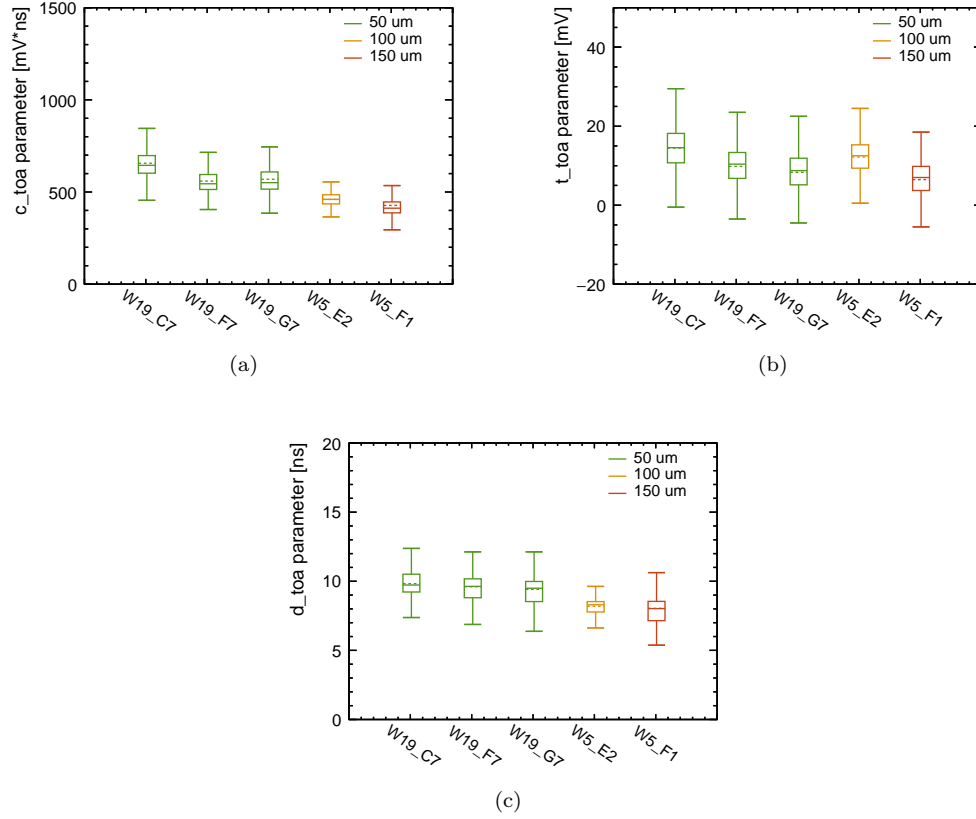 c_toa parameter [mV*ns]
1500
1000
500
0
50 um
100 um
150 um
W19_C7
W19_F7
W19_G7
W5_E2
W5_F1
(a)
t_toa parameter [mV]
40
20
0
−20
50 um
100 um
150 um
W19_C7
W19_F7
W19_G7
W5_E2
W5_F1
(b)
d_toa parameter [ns]
20
15
10
5
0
50 um
100 um
150 um
W19_C7
W19_F7
W19_G7
W5_E2
W5_F1
(c)